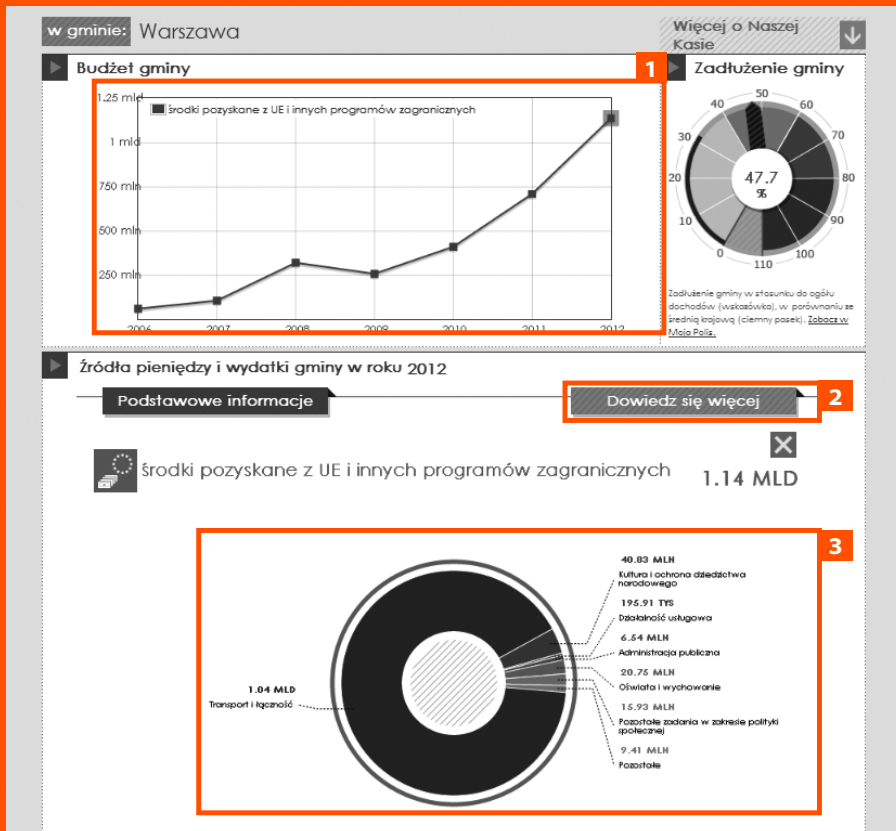 w gminie: Warszawa
Więcej o Naszej
Kasie
Budżet gminy
1
Zadłużenie gminy
1.25 mld
środki pozyskane z UE i innych programów zagranicznych
1 mld
750 mln
500 mln
250 mln
2006 2007 2008 2009 2010 2011 2012
50
40 60
30 70
20 80
10 90
0 100
110
47.7
%
Zadłużenie gminy w stosunku do ogółu
dochodów (wskazówka), w porównaniu ze
średnią krajową (ciemny pasek). Zobacz w
Moja Polis.
Źródła pieniędzy i wydatki gminy w roku 2012
Podstawowe informacje
Dowiedz się więcej
2
środki pozyskane z UE i innych programów zagranicznych
1.14 MLD
3
40.83 MLN
Kultura i ochrona dziedzictwa
narodowego
195.91 TYS
Działalność usługowa
6.54 MLN
Administracja publiczna
20.75 MLN
Oświata i wychowanie
15.93 MLN
Pozostałe zadania w zakresie polityki
społecznej
9.41 MLN
Pozostałe
1.04 MLD
Transport i łączność